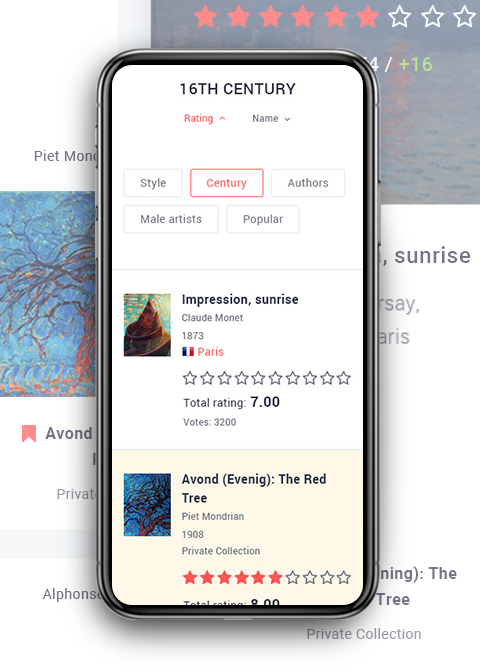 4 / +16
16TH CENTURY
Rating
Name
Piet Mond
Style
Century
Authors
Male artists
Popular
, sunrise
Impression, sunrise
Claude Monet
1873
Paris
rsay,
aris
Total rating: 7.00
Votes: 3200
Avond
Private
Avond (Evenig): The Red
Tree
Piet Mondrian
1908
Private Collection
Alphonse
ning): The
Tree
Total rating: 8.00
Private Collection